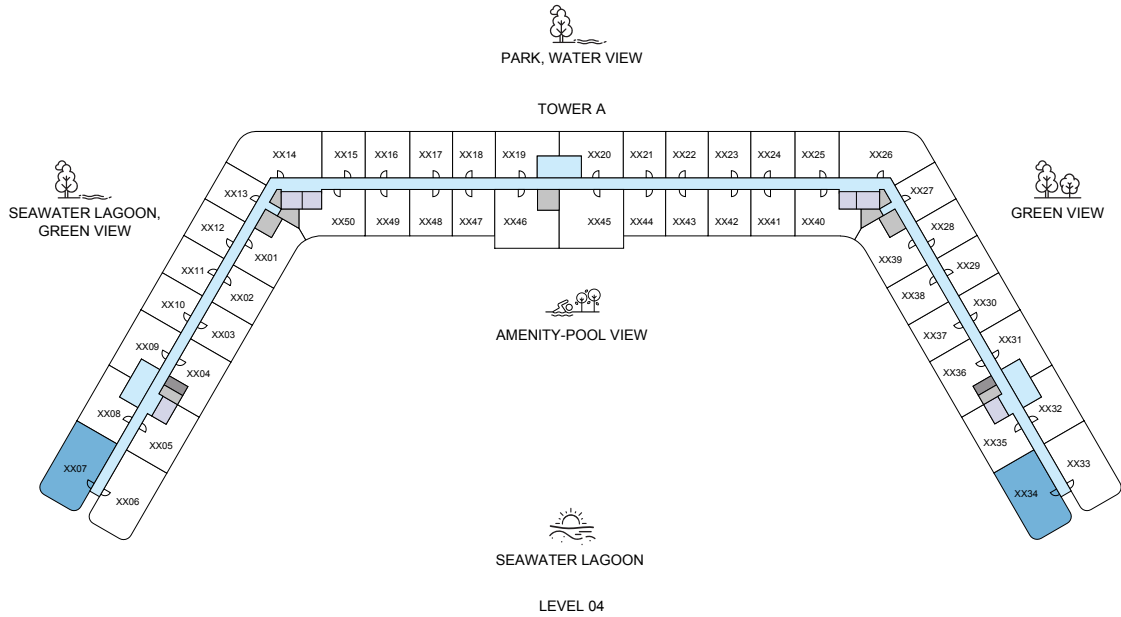 PARK, WATER VIEW
TOWER A
XX14 XX15 XX16 XX17 XX18 XX19 XX20 XX21 XX22 XX23 XX24 XX25 XX26
SEAWATER LAGOON,
GREEN VIEW
GREEN VIEW
XX13 XX27
XX12 XX50 XX49 XX48 XX47 XX46 XX45 XX44 XX43 XX42 XX41 XX40 XX28
XX11 XX01 XX39 XX29
XX10 XX02 XX38 XX30
XX09 XX03 XX37 XX31
XX04 XX36
AMENITY-POOL VIEW
XX08 XX32
XX05 XX35
XX07 XX33
XX06 XX34
SEAWATER LAGOON
LEVEL 04